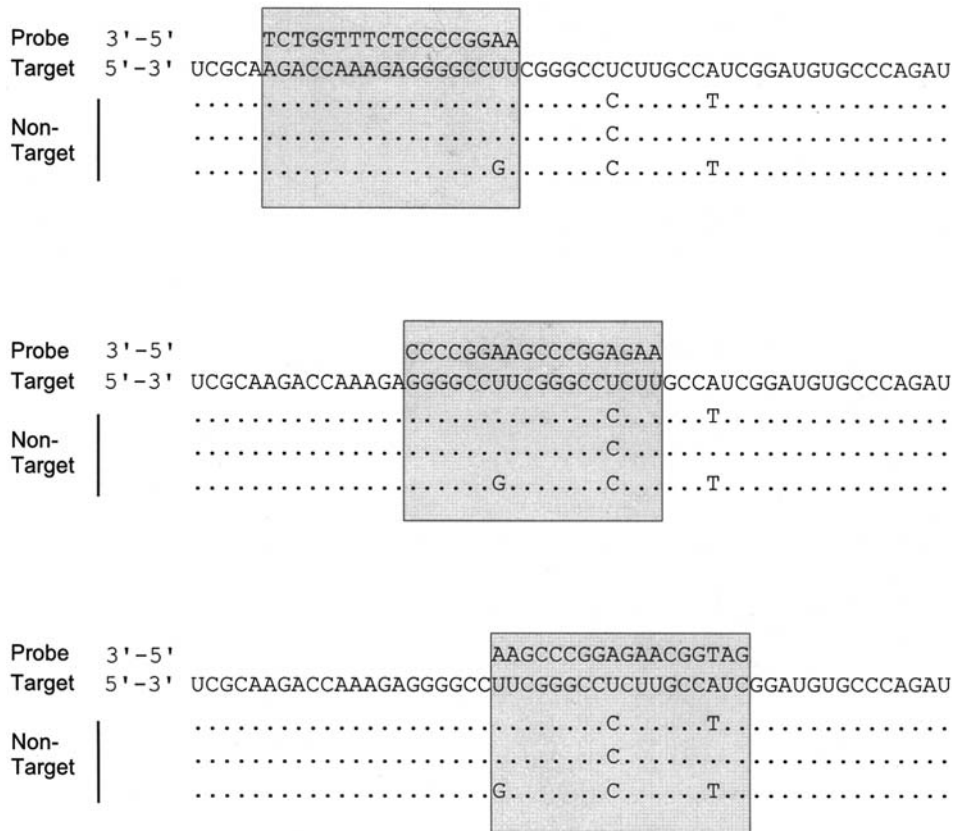 Probe 3'-5' TCTGGTTTCTCCCCGGAA
Target 5'-3' UCGCAAGACCAAAGAGGGGCCUUCGGGCCUCUUGCCAUCGGAUGUGCCCAGAU
.............................C......T................
Non-
Target
.............................C.......................
.....................G.......C......T................
Probe 3'-5' CCCCGGAAGCCCGGAGAA
Target 5'-3' UCGCAAGACCAAAGAGGGGCCUUCGGGCCUCUUGCCAUCGGAUGUGCCCAGAU
.............................C......T................
Non-
Target
.............................C.......................
.....................G.......C......T................
Probe 3'-5' AAGCCCGGAGAACGGTAG
Target 5'-3' UCGCAAGACCAAAGAGGGGCCUUCGGGCCUCUUGCCAUCGGAUGUGCCCAGAU
.............................C......T................
Non-
Target
.............................C.......................
.....................G.......C......T................